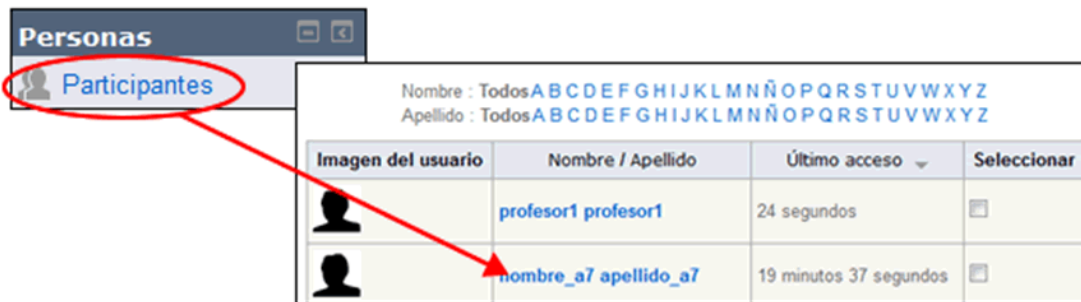 Personas
Participantes
Nombre : Todos A B C D E F G H I J K L M N Ñ O P Q R S T U V W X Y Z
Apellido : Todos A B C D E F G H I J K L M N Ñ O P Q R S T U V W X Y Z
Imagen del usuario Nombre / Apellido Último acceso Seleccionar
profesor1 profesor1 24 segundos
nombre_a7 apellido_a7 19 minutos 37 segundos